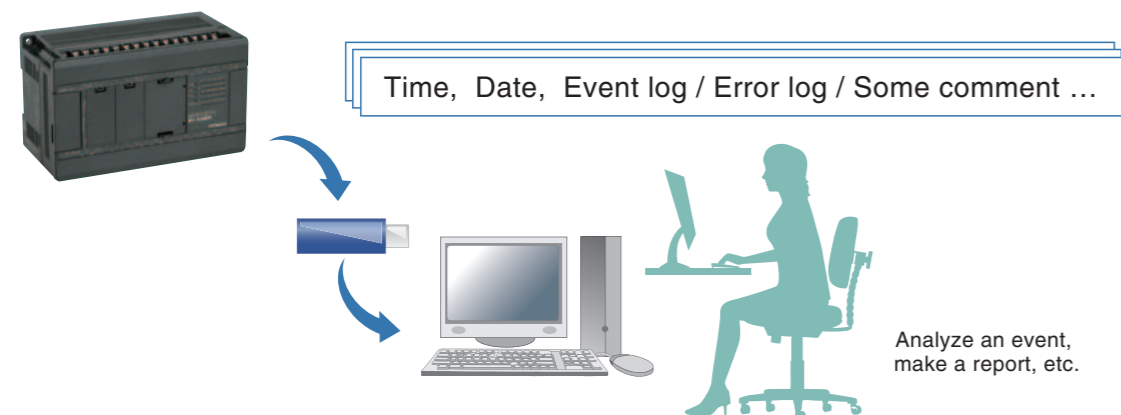 Time, Date, Event log / Error log / Some comment …
Analyze an event,
make a report, etc.